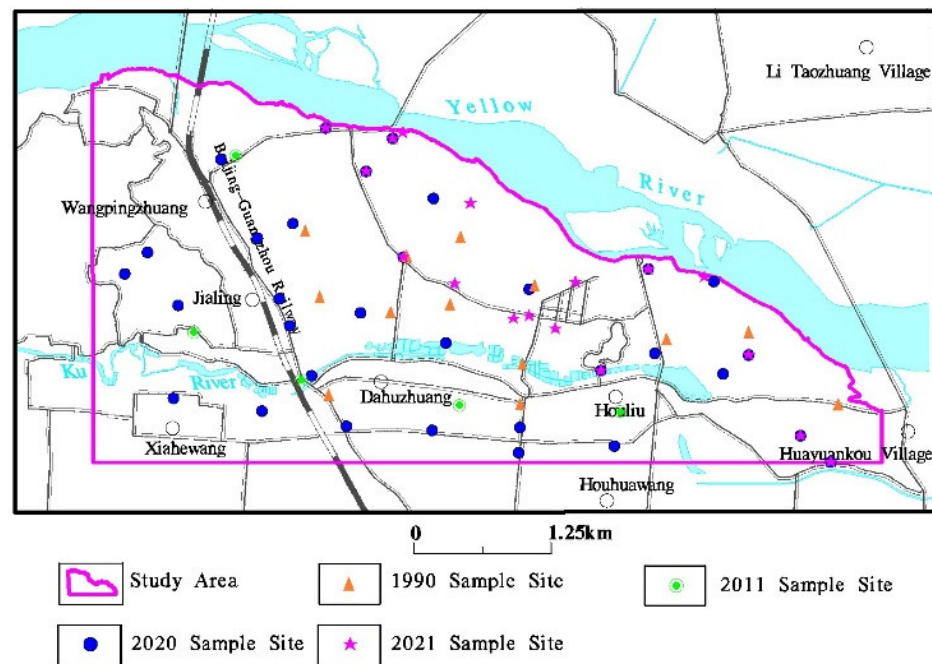 Li Taozhuang Village
Yellow
River
Beijing-Guangzhou Railway
Wangpingzhuang
Jialing
Ku
River
Dahuzhuang
Houliu
Xiahewang
Huayuankou Village
Houhuawang
0 1.25km
Study Area
1990 Sample Site
2011 Sample Site
2020 Sample Site
2021 Sample Site